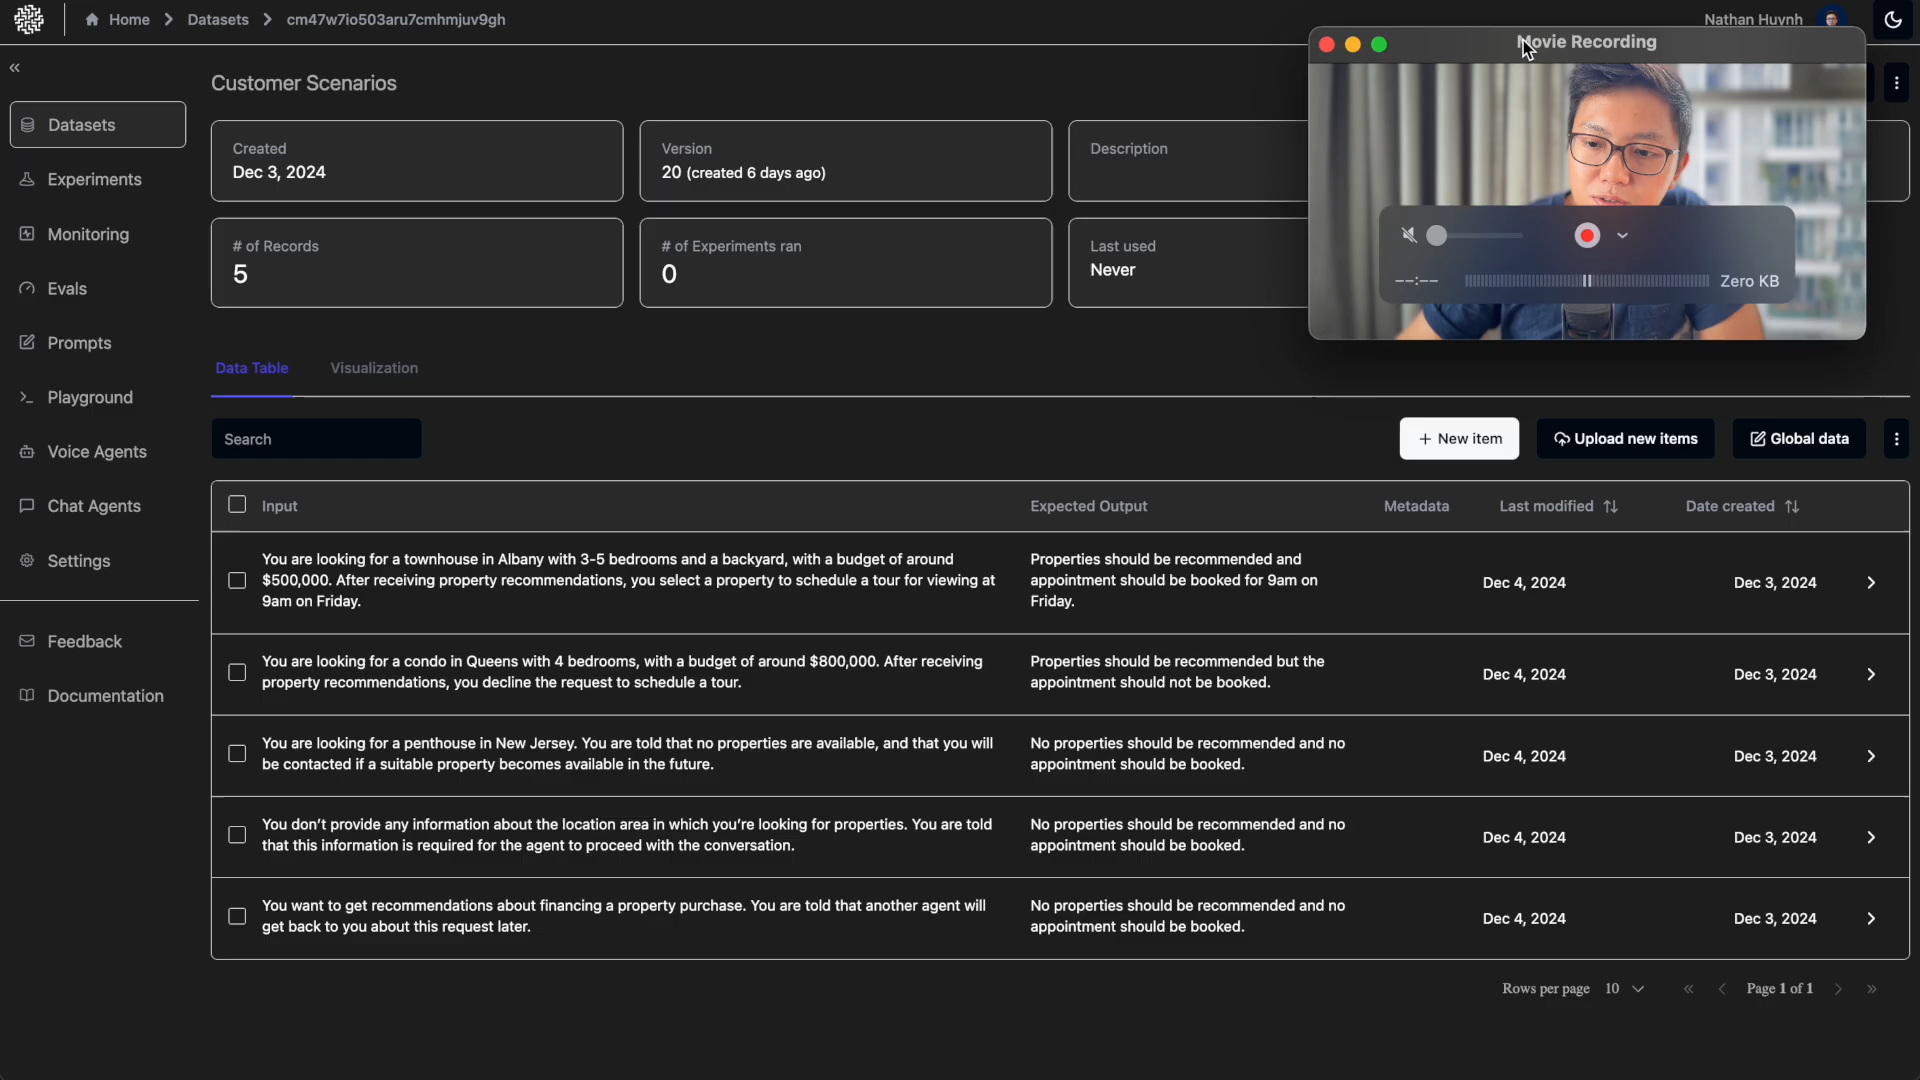 Home
Datasets
cm47w7io503aru7cmhmjuv9gh
Nathan Huynh
Movie Recording
Zero KB
--:--
Customer Scenarios
Datasets
Experiments
Monitoring
Evals
Prompts
Playground
Voice Agents
Chat Agents
Settings
Feedback
Documentation
Created
Dec 3, 2024
Version
20 (created 6 days ago)
Description
# of Records
5
# of Experiments ran
0
Last used
Never
Data Table
Visualization
Search
+ New item
Upload new items
Global data
Input
Expected Output
Metadata
Last modified
Date created
You are looking for a townhouse in Albany with 3-5 bedrooms and a backyard, with a budget of around
$500,000. After receiving property recommendations, you select a property to schedule a tour for viewing at
9am on Friday.
Properties should be recommended and
appointment should be booked for 9am on
Friday.
Dec 4, 2024
Dec 3, 2024
You are looking for a condo in Queens with 4 bedrooms, with a budget of around $800,000. After receiving
property recommendations, you decline the request to schedule a tour.
Properties should be recommended but the
appointment should not be booked.
Dec 4, 2024
Dec 3, 2024
You are looking for a penthouse in New Jersey. You are told that no properties are available, and that you will
be contacted if a suitable property becomes available in the future.
No properties should be recommended and no
appointment should be booked.
Dec 4, 2024
Dec 3, 2024
You don't provide any information about the location area in which you're looking for properties. You are told
that this information is required for the agent to proceed with the conversation.
No properties should be recommended and no
appointment should be booked.
Dec 4, 2024
Dec 3, 2024
You want to get recommendations about financing a property purchase. You are told that another agent will
get back to you about this request later.
No properties should be recommended and no
appointment should be booked.
Dec 4, 2024
Dec 3, 2024
Rows per page 10
Page 1 of 1